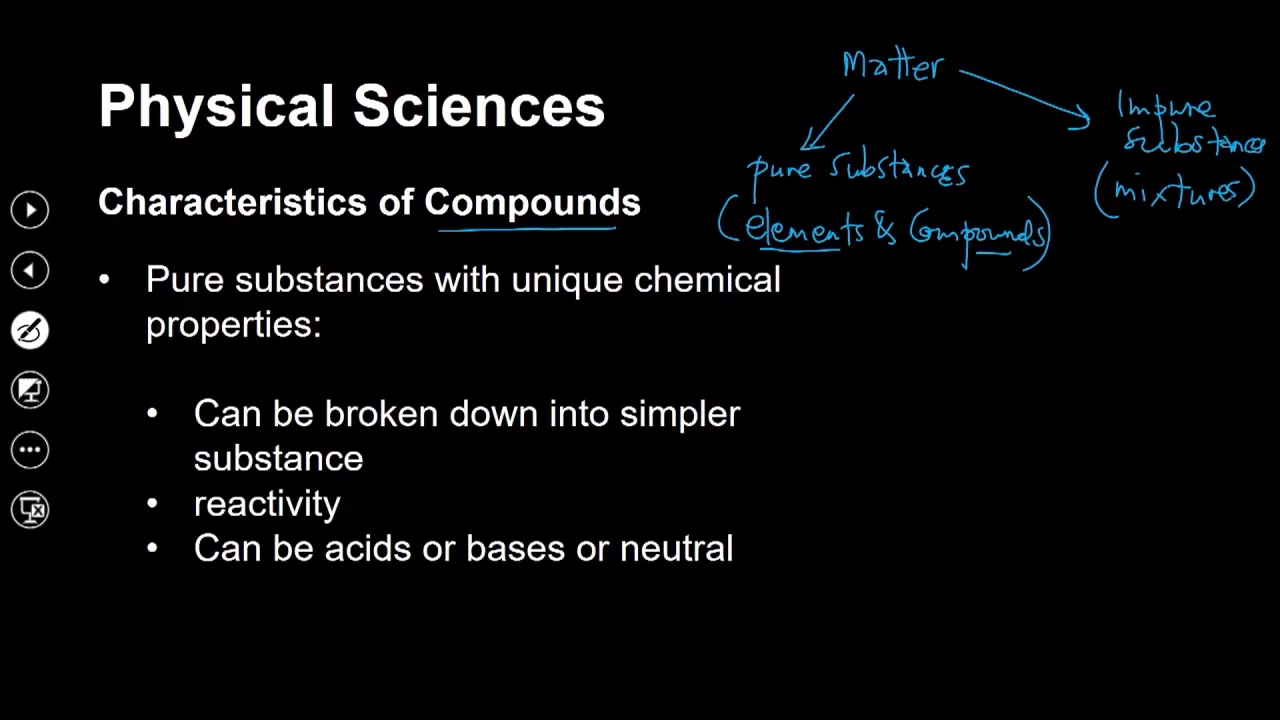 Physical Sciences
Characteristics of Compounds
• Pure substances with unique chemical
properties:
• Can be broken down into simpler
substance
• reactivity
• Can be acids or bases or neutral
Matter
pure substances
(elements & Compounds)
Impure
substance
(mixtures)